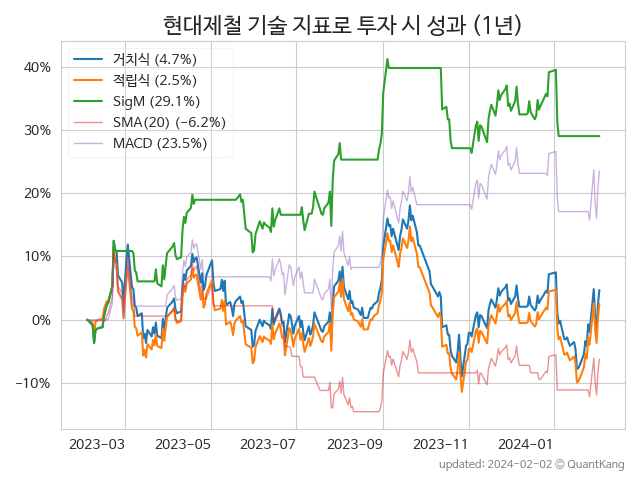 현대제철 기술 지표로 투자 시 성과 (1년)
거치식 (4.7%)
적립식 (2.5%)
SigM (29.1%)
SMA(20) (−6.2%)
MACD (23.5%)
40%
30%
20%
10%
0%
−10%
2023−03 2023−05 2023−07 2023−09 2023−11 2024−01
updated: 2024−02−02 © QuantKang